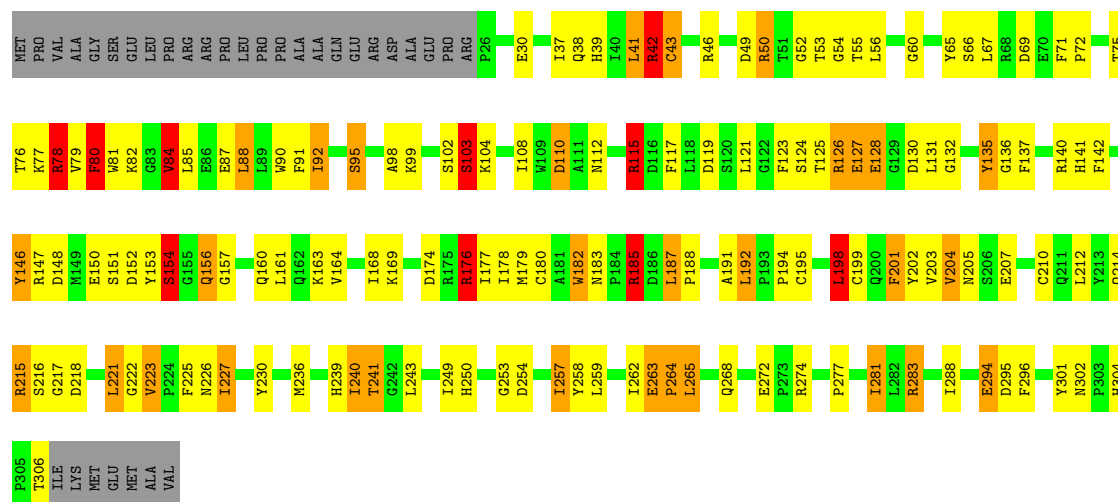 MET PRO VAL ALA GLY SER GLU LEU PRO ARG ARG PRO LEU PRO PRO ALA ALA GLN GLU ARG ASP ALA GLU PRO ARG P26 E30 I37 Q38 H39 I40 L41 R42 C43 R46 D49 R50 T51 G52 T53 G54 T55 L56 G60 Y65 S66 L67 R68 D69 E70 F71 P72 T75
T76 K77 R78 V79 F80 W81 K82 G83 V84 L85 E86 E87 L88 L89 W90 F91 I92 S95 A98 K99 S102 S103 K104 I108 W109 D110 A111 N112 R115 D116 F117 L118 D119 S120 L121 G122 F123 S124 T125 R126 E127 E128 G129 D130 L131 G132 Y135 G136 F137 R140 H141 F142
Y146 R147 D148 M149 E150 S151 D152 Y153 S154 G155 Q156 G157 Q160 L161 Q162 K163 V164 I168 K169 D174 R175 R176 I177 I178 M179 C180 A181 W182 N183 P184 R185 D186 L187 P188 A191 L192 P193 P194 C195 L198 C199 Q200 F201 Y202 V203 V204 N205 S206 E207 C210 Q211 L212 Y213
R215 S216 G217 D218 L221 G222 V223 P224 F225 N226 I227 Y230 M236 H239 I240 T241 G242 L243 I249 H250 G253 D254 I257 Y258 L259 I262 E263 P264 L265 Q268 E272 P273 R274 P277 I281 L282 R283 I288 E294 D295 F296 Y301 N302 P303 H304
P305 T306 ILE LYS MET GLU MET ALA VAL